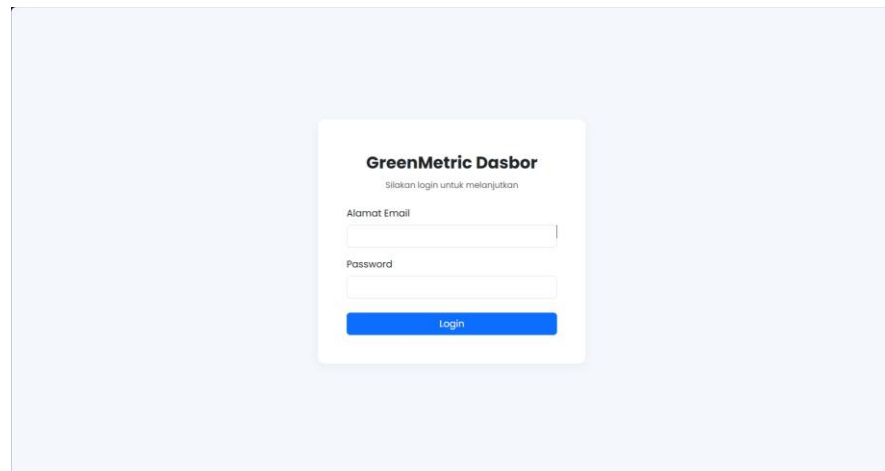 GreenMetric Dasbor
Silakan login untuk melanjutkan
Alamat Email
Password
Login